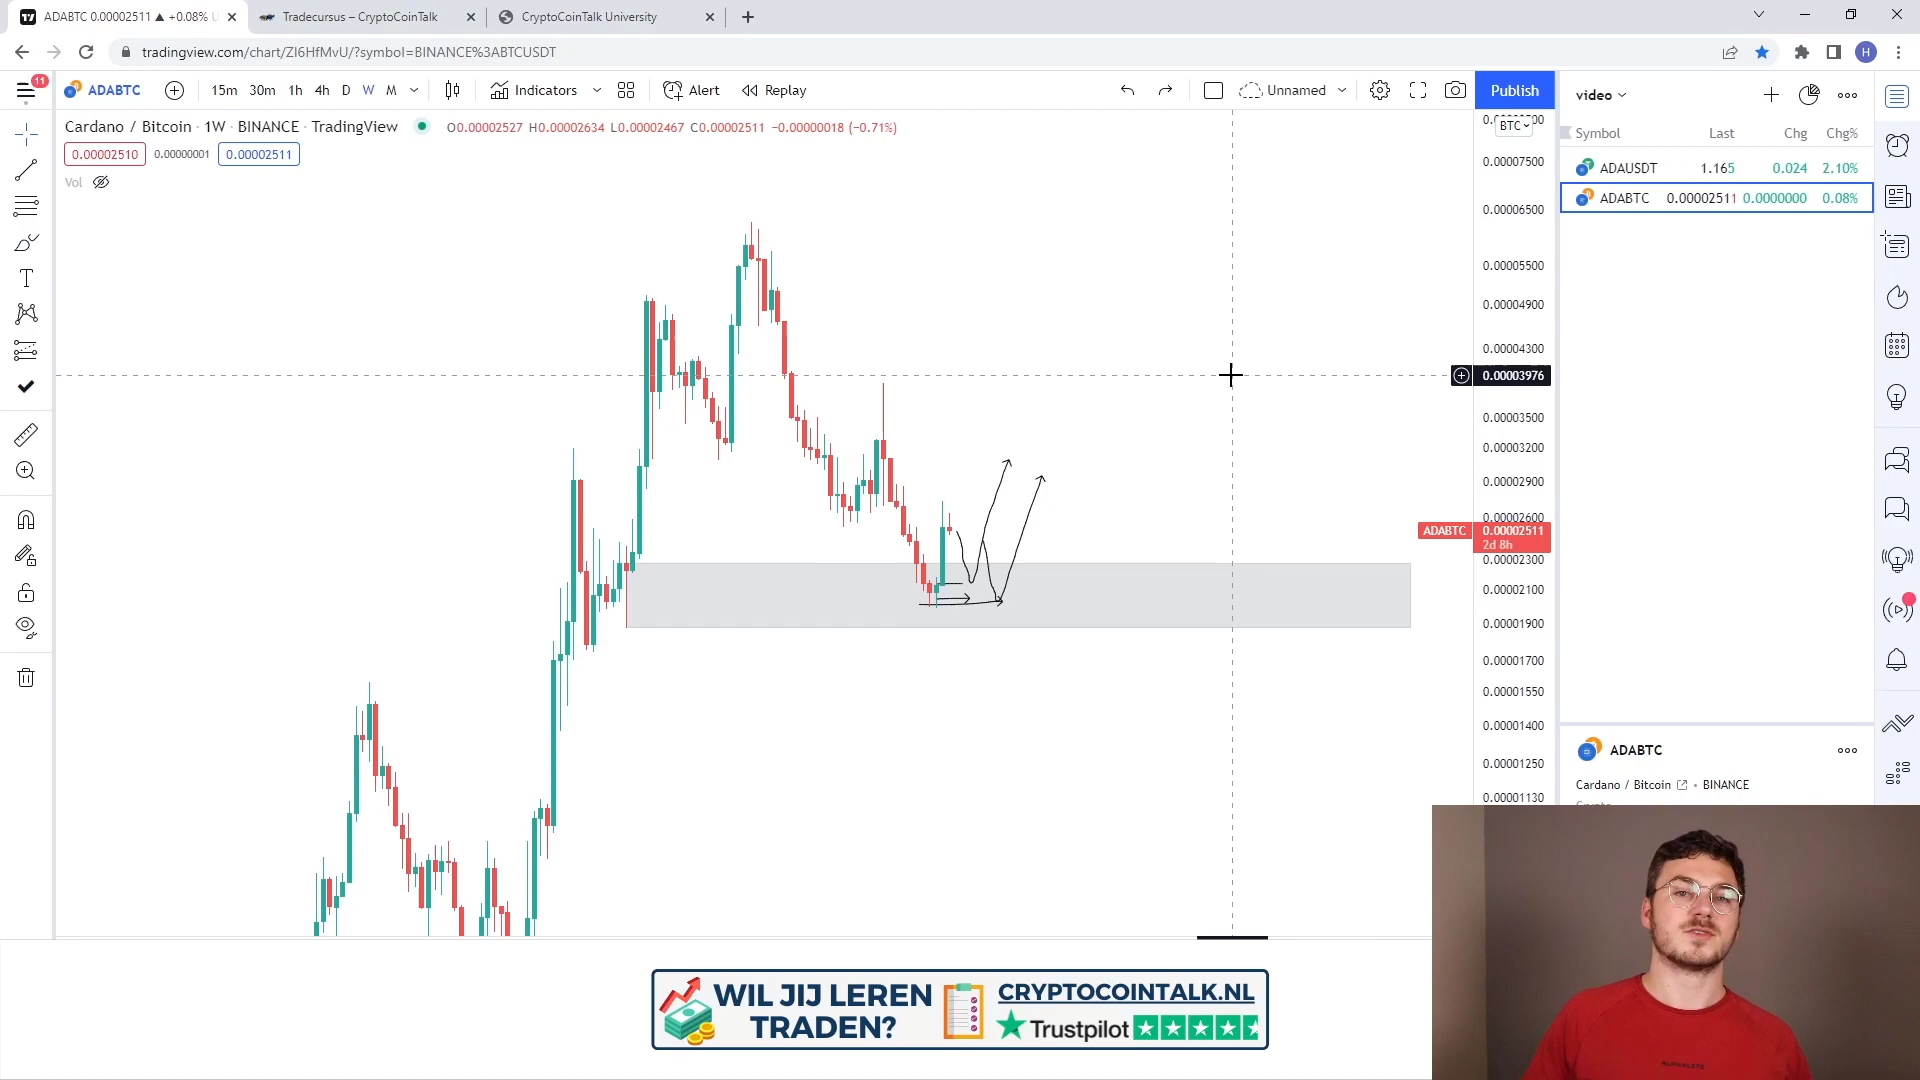 ADABTC 0.00002511 ▲ +0.08% U
Tradecursus – CryptoCoinTalk
CryptoCoinTalk University
tradingview.com/chart/ZI6HfMvU/?symbol=BINANCE%3ABTCUSDT
H
11
ADABTC
15m 30m 1h 4h D W M
Indicators
Alert
Replay
Unnamed
Publish
Cardano / Bitcoin · 1W · BINANCE · TradingView
O0.00002527 H0.00002634 L0.00002467 C0.00002511 −0.00000018 (−0.71%)
0.00002510 0.00000001 0.00002511
Vol
BTC
0.00007500
0.00006500
0.00005500
0.00004900
0.00004300
0.00003976
0.00003500
0.00003200
0.00002900
0.00002600
ADABTC 0.00002511
2d 8h
0.00002300
0.00002100
0.00001900
0.00001700
0.00001550
0.00001400
0.00001250
0.00001130
video
Symbol Last Chg Chg%
ADAUSDT 1.165 0.024 2.10%
ADABTC 0.00002511 0.0000000 0.08%
ADABTC
Cardano / Bitcoin • BINANCE
WIL JIJ LEREN
TRADEN?
CRYPTOCOINTALK.NL
Trustpilot